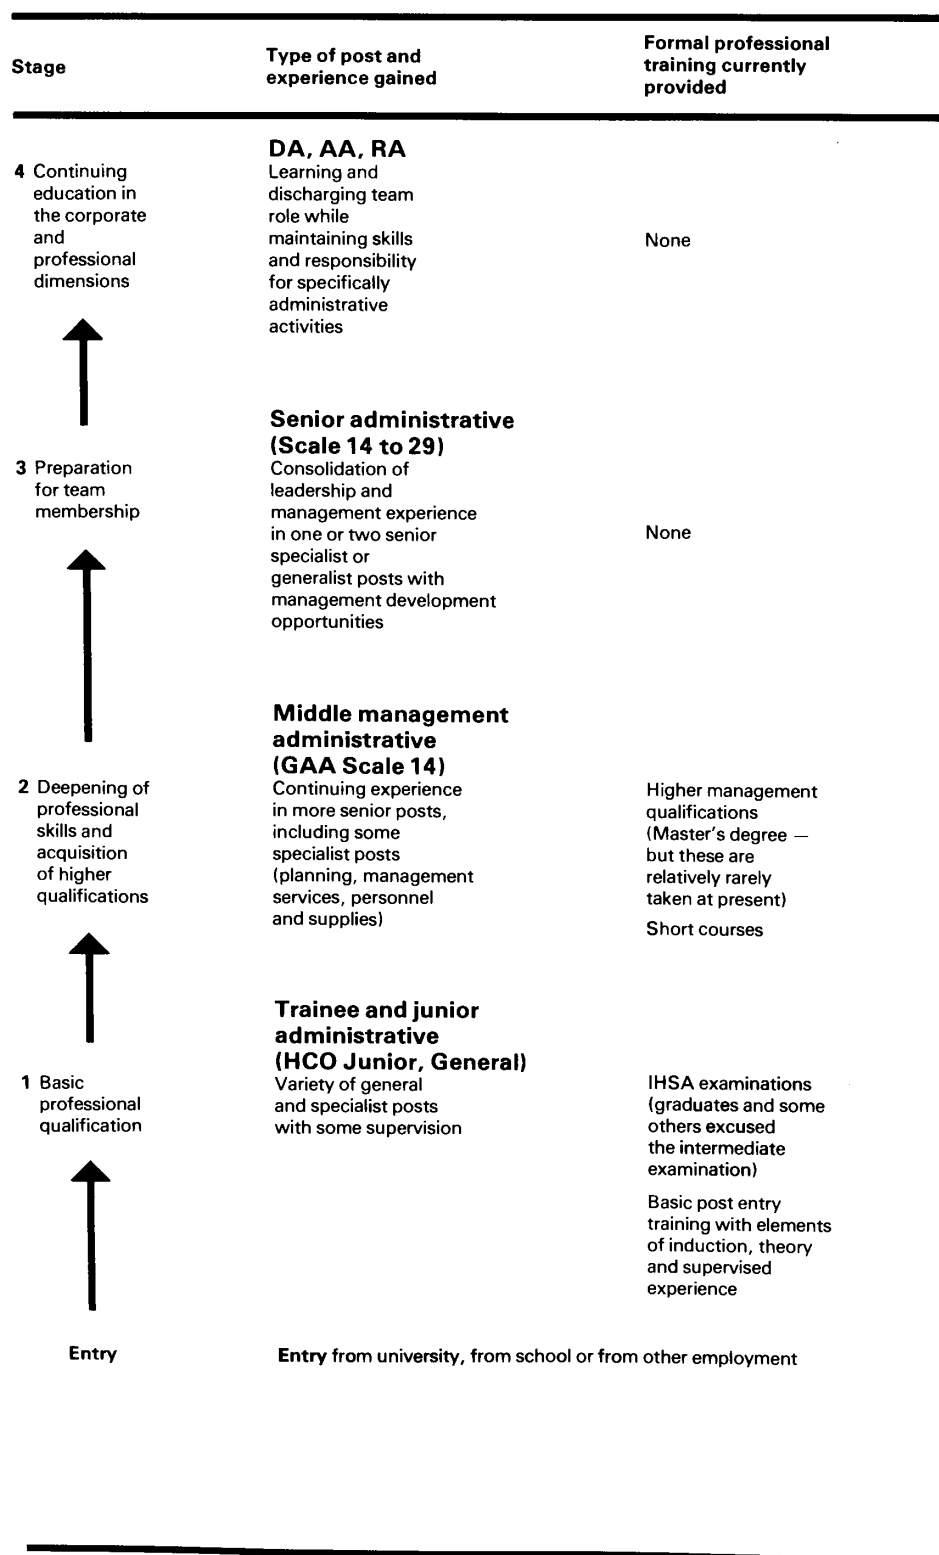 Stage
Type of post and
experience gained
Formal professional
training currently
provided
4 Continuing
education in
the corporate
and
professional
dimensions
DA, AA, RA
Learning and
discharging team
role while
maintaining skills
and responsibility
for specifically
administrative
activities
None
3 Preparation
for team
membership
Senior administrative
(Scale 14 to 29)
Consolidation of
leadership and
management experience
in one or two senior
specialist or
generalist posts with
management development
opportunities
None
2 Deepening of
professional
skills and
acquisition
of higher
qualifications
Middle management
administrative
(GAA Scale 14)
Continuing experience
in more senior posts,
including some
specialist posts
(planning, management
services, personnel
and supplies)
Higher management
qualifications
(Master's degree —
but these are
relatively rarely
taken at present)
Short courses
1 Basic
professional
qualification
Trainee and junior
administrative
(HCO Junior, General)
Variety of general
and specialist posts
with some supervision
IHSA examinations
(graduates and some
others excused
the intermediate
examination)
Basic post entry
training with elements
of induction, theory
and supervised
experience
Entry
Entry from university, from school or from other employment